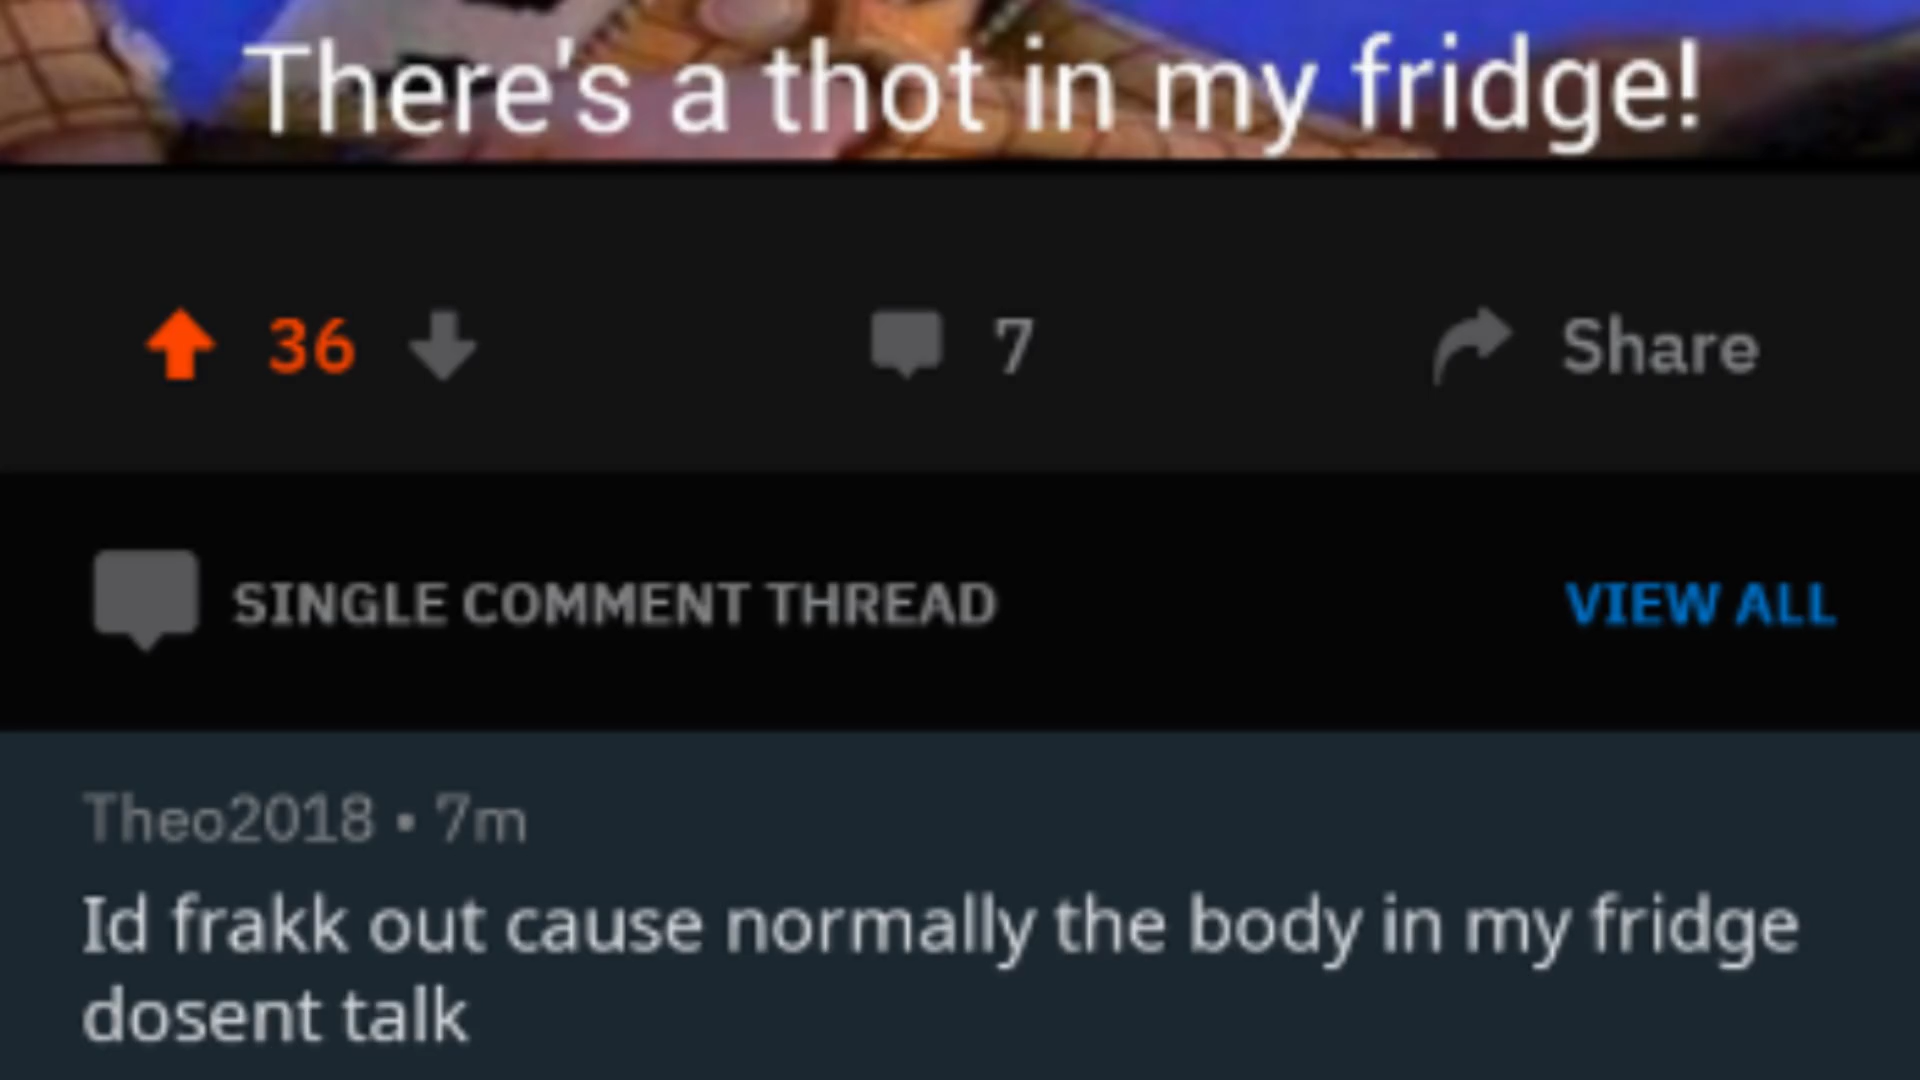 There's a thot in my fridge!
36 7 Share
SINGLE COMMENT THREAD VIEW ALL
Theo2018 • 7m
Id frakk out cause normally the body in my fridge
dosent talk